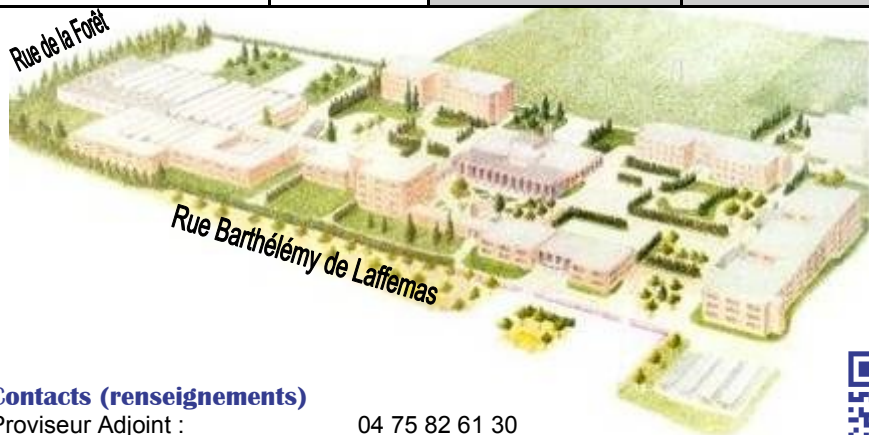 Rue de la Forêt
Rue Barthélémy de Laffemas
Contacts (renseignements)
Proviseur Adjoint : 04 75 82 61 30